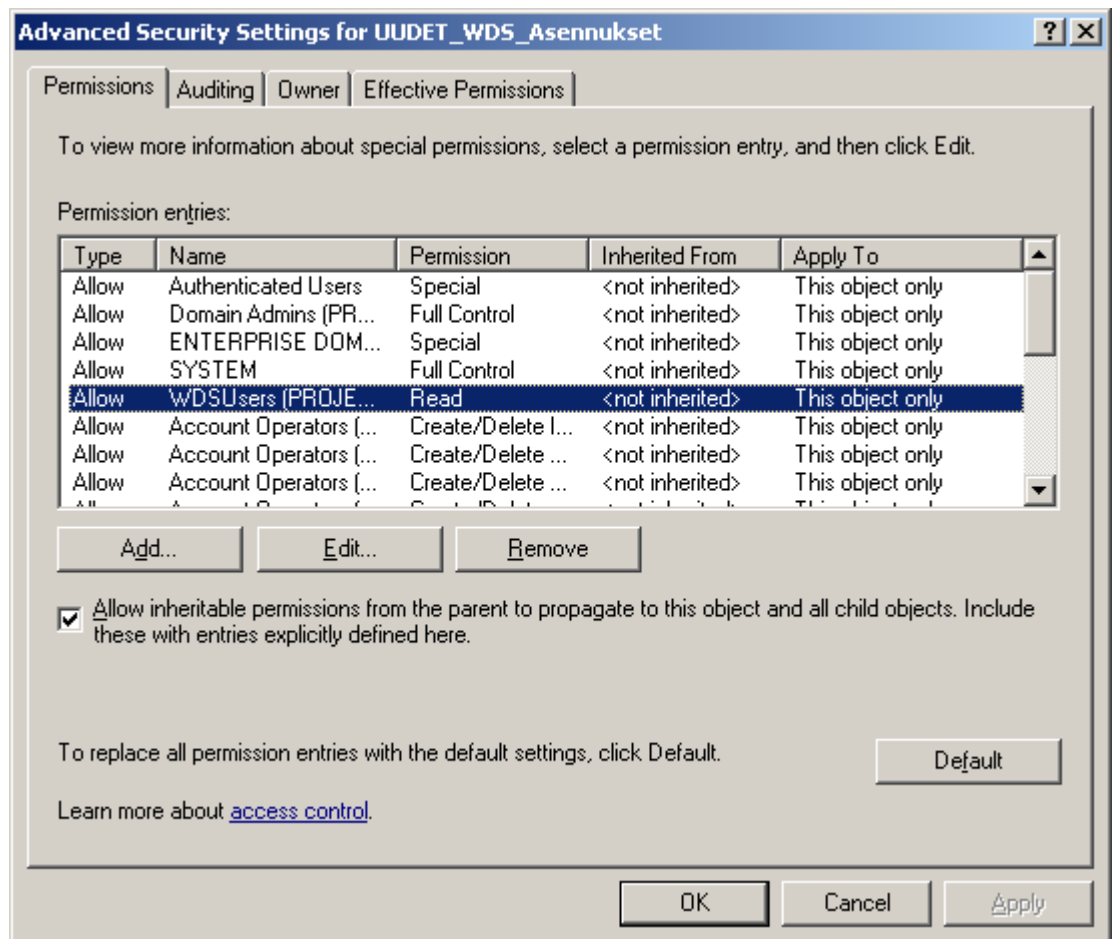 Advanced Security Settings for UUDET_WDS_Asennukset
Permissions Auditing Owner Effective Permissions
To view more information about special permissions, select a permission entry, and then click Edit.
Permission entries:
Type Name Permission Inherited From Apply To
Allow Authenticated Users Special <not inherited> This object only
Allow Domain Admins (PR... Full Control <not inherited> This object only
Allow ENTERPRISE DOM... Special <not inherited> This object only
Allow SYSTEM Full Control <not inherited> This object only
Allow WDSUsers (PROJE... Read <not inherited> This object only
Allow Account Operators (... Create/Delete I... <not inherited> This object only
Allow Account Operators (... Create/Delete ... <not inherited> This object only
Allow Account Operators (... Create/Delete ... <not inherited> This object only
Add... Edit... Remove
Allow inheritable permissions from the parent to propagate to this object and all child objects. Include
these with entries explicitly defined here.
To replace all permission entries with the default settings, click Default.
Default
Learn more about access control.
OK Cancel Apply